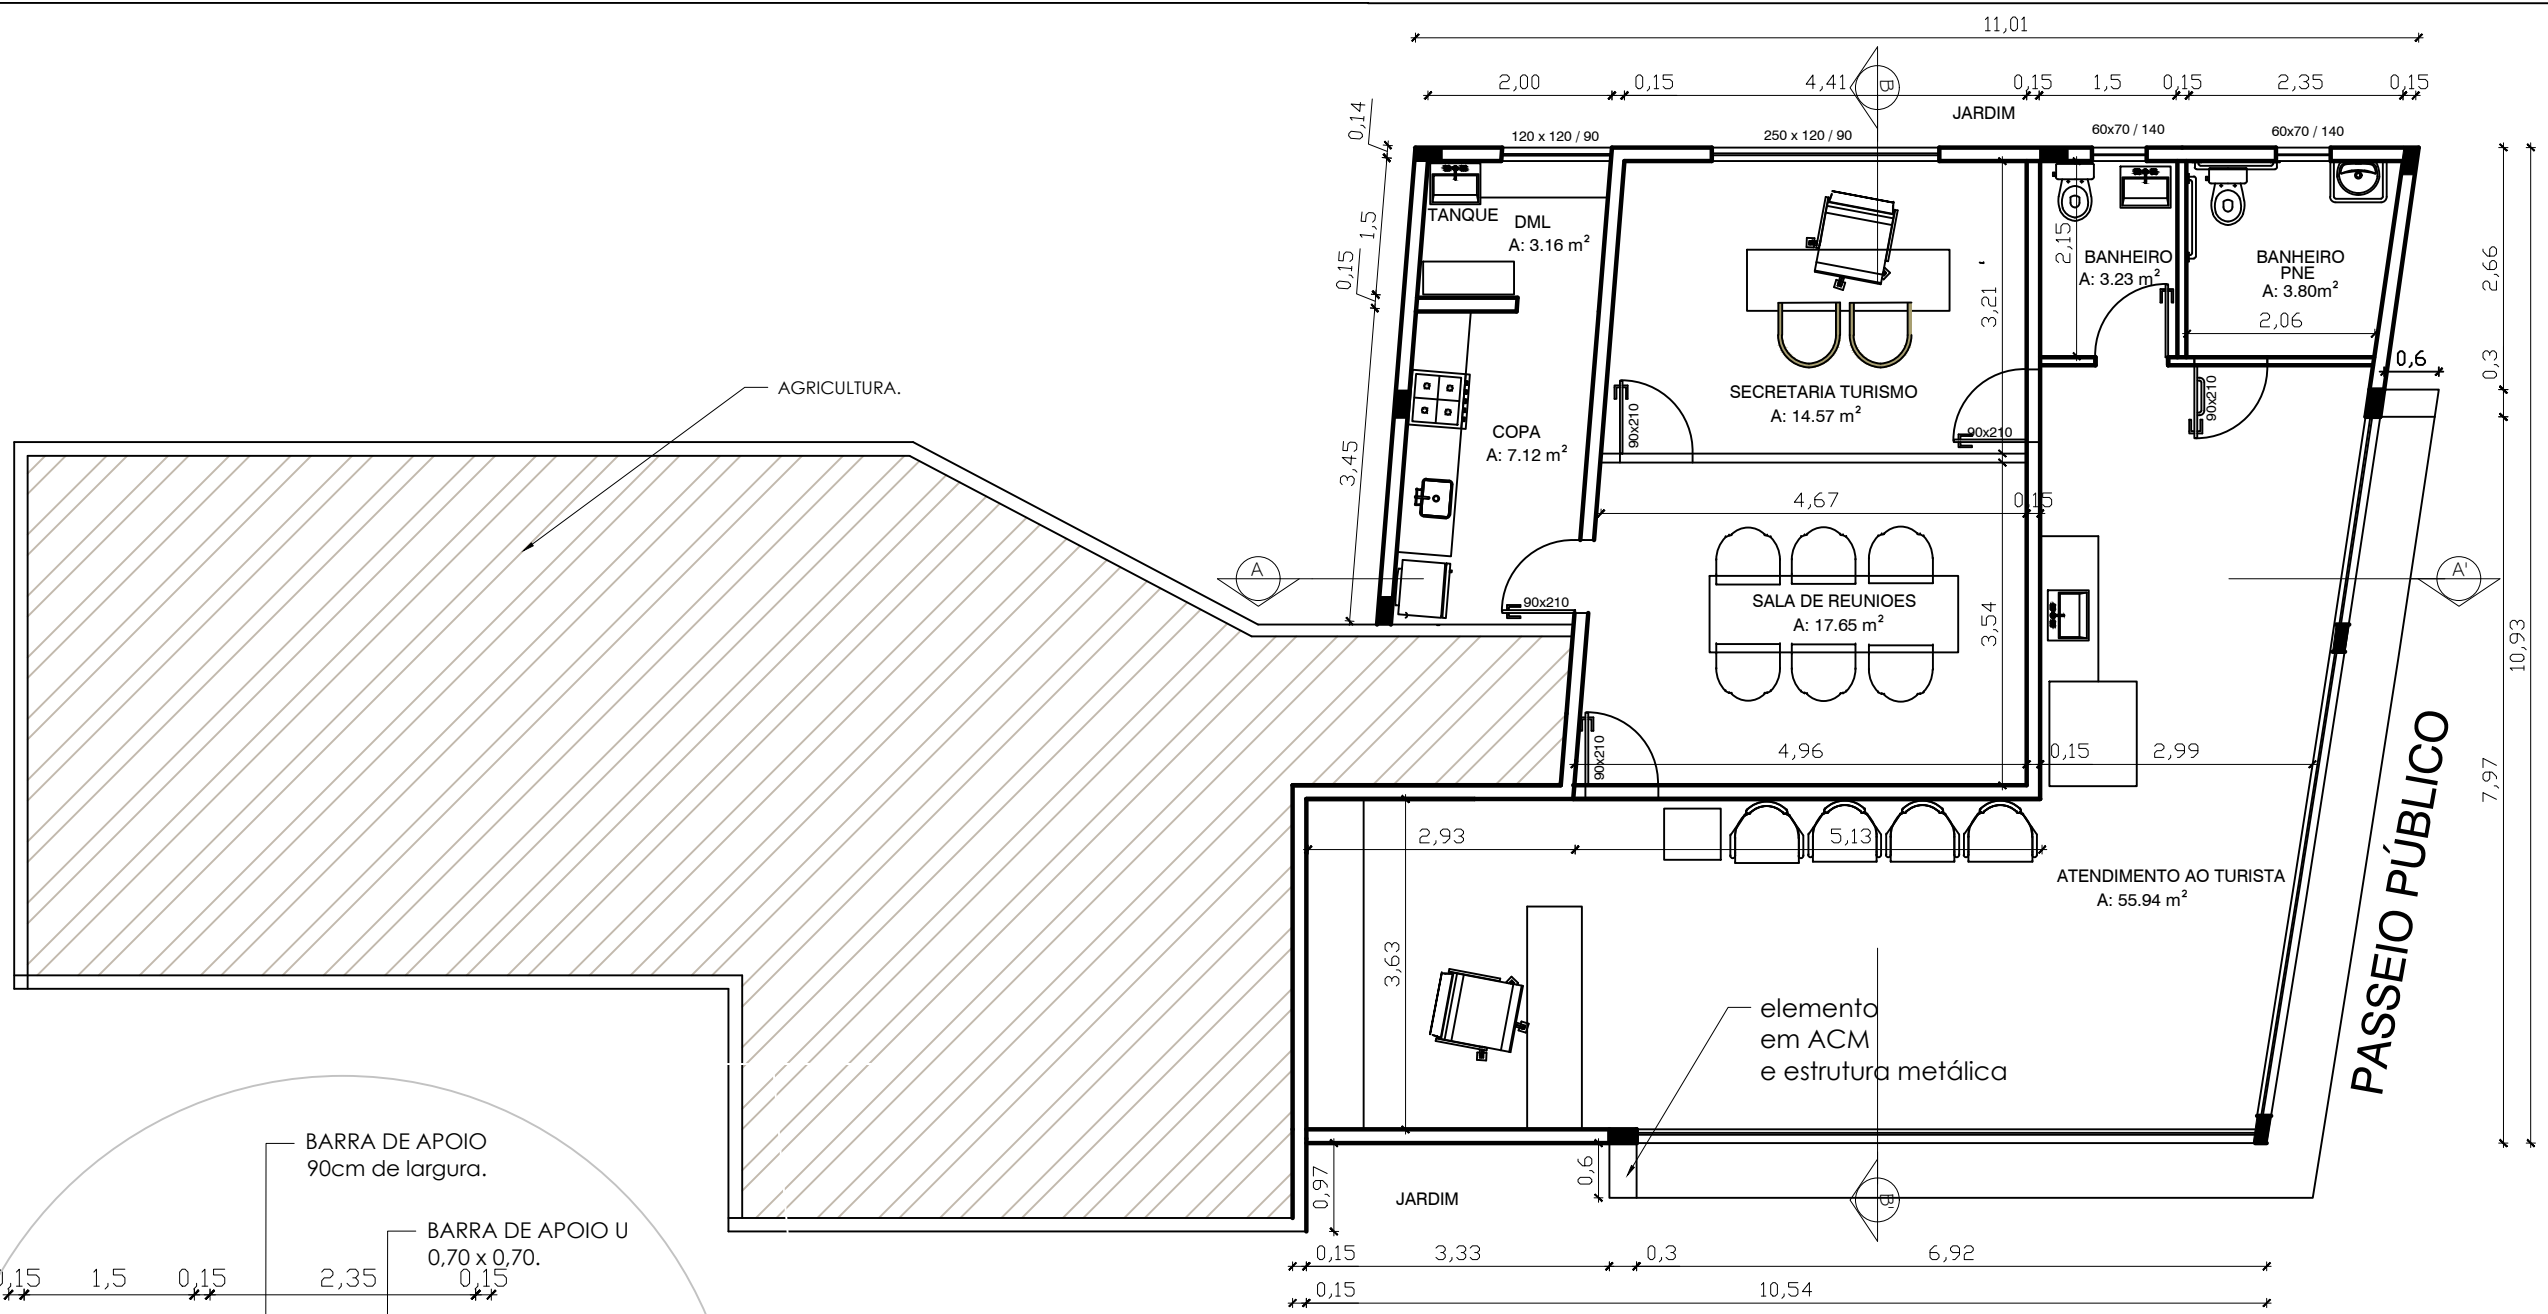 11,01
2,00
0,15
4,41
0,15
1,5
0,15
2,35
0,15
B
JARDIM
0,14
120 x 120 / 90
250 x 120 / 90
60x70 / 140
60x70 / 140
1,5
0,15
TANQUE
DML
A: 3.16 m²
2,15
BANHEIRO
A: 3.23 m²
BANHEIRO
PNE
A: 3.80m²
2,06
2,66
3,21
0,3
0,6
AGRICULTURA.
SECRETARIA TURISMO
A: 14.57 m²
90x210
90x210
90x210
COPA
A: 7.12 m²
3,45
4,67
0,15
A
A'
90x210
SALA DE REUNIOES
A: 17.65 m²
3,54
10,93
90x210
4,96
0,15
2,99
7,97
PASSEIO PÚBLICO
2,93
5,13
ATENDIMENTO AO TURISTA
A: 55.94 m²
3,63
elemento
em ACM
e estrutura metálica
BARRA DE APOIO
90cm de largura.
0,97
0,6
JARDIM
B'
BARRA DE APOIO U
0,70 x 0,70.
0,15
3,33
0,3
6,92
0,15
1,5
0,15
2,35
0,15
0,15
10,54